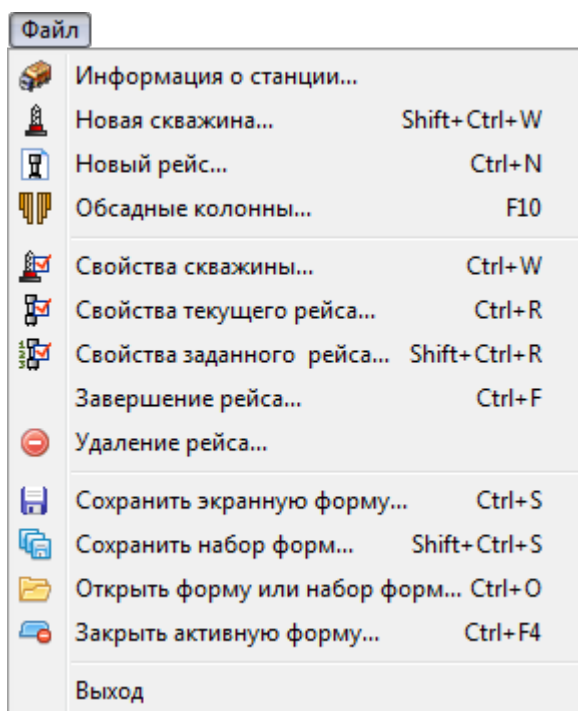 Файл
Информация о станции...
Новая скважина... Shift+Ctrl+W
Новый рейс... Ctrl+N
Обсадные колонны... F10
Свойства скважины... Ctrl+W
Свойства текущего рейса... Ctrl+R
Свойства заданного рейса... Shift+Ctrl+R
Завершение рейса... Ctrl+F
Удаление рейса...
Сохранить экранную форму... Ctrl+S
Сохранить набор форм... Shift+Ctrl+S
Открыть форму или набор форм... Ctrl+O
Закрыть активную форму... Ctrl+F4
Выход